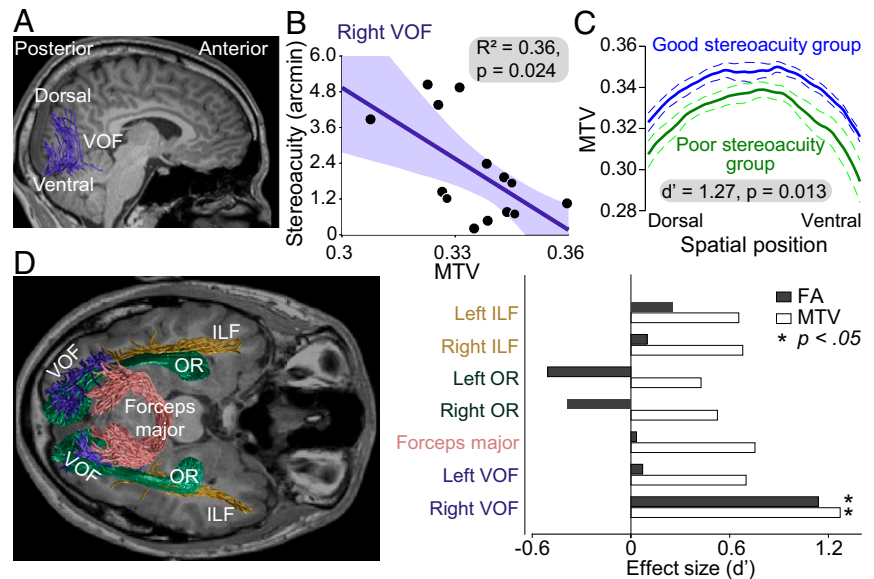 A
Posterior
Anterior
Dorsal
VOF
Ventral
B
Right VOF
R² = 0.36,
p = 0.024
Stereoacuity (arcmin)
6.0
4.8
3.6
2.4
1.2
0
0.3
0.33
0.36
MTV
C
0.36
0.34
0.32
0.30
0.28
MTV
Good stereoacuity group
Poor stereoacuity
group
d’ = 1.27, p = 0.013
Dorsal
Ventral
Spatial position
D
VOF
ILF
OR
Forceps
major
VOF
OR
ILF
Left ILF
Right ILF
Left OR
Right OR
Forceps major
Left VOF
Right VOF
FA
MTV
* p < .05
*
*
-0.6
0
0.6
1.2
Effect size (d’)